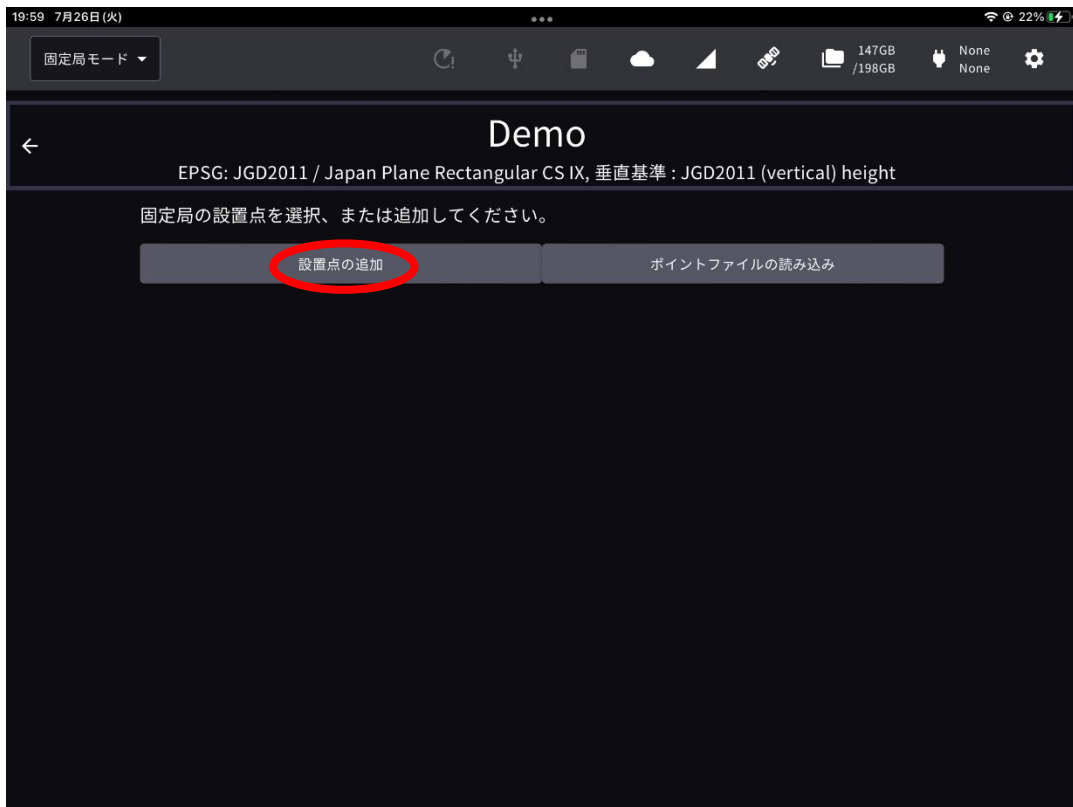 19:59 7月26日(火)
22%
固定局モード
147GB
/198GB
None
None
Demo
EPSG: JGD2011 / Japan Plane Rectangular CS IX, 垂直基準 : JGD2011 (vertical) height
固定局の設置点を選択、または追加してください。
設置点の追加
ポイントファイルの読み込み